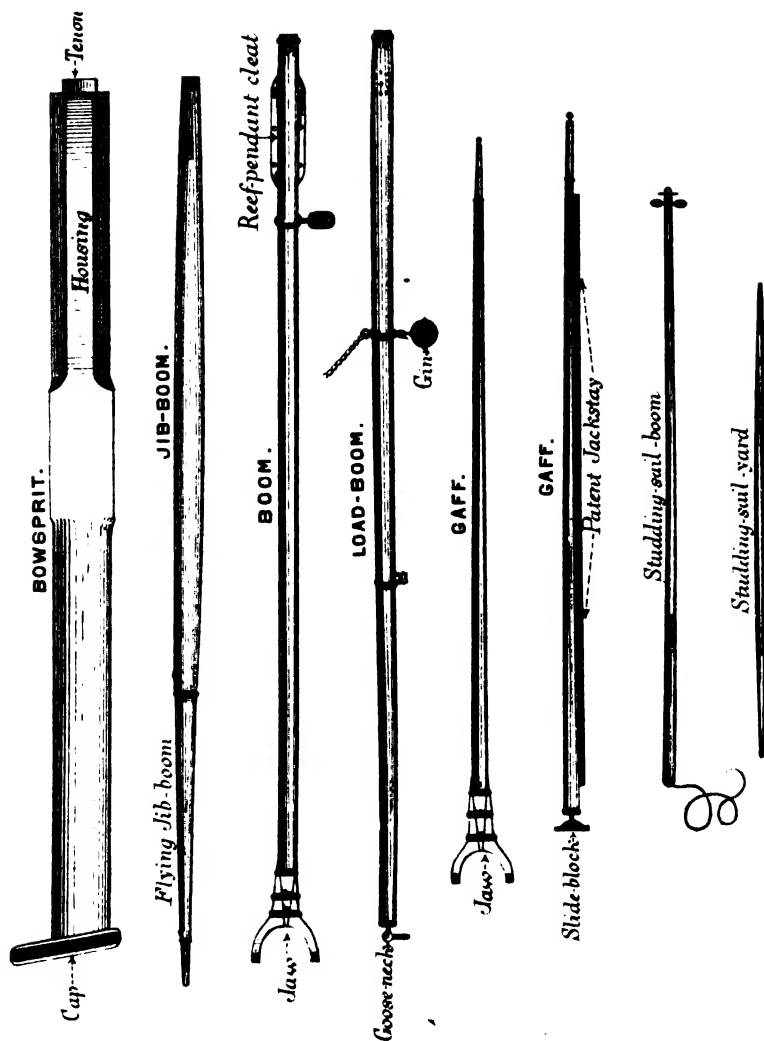 Cap
BOWSPRIT.
Housing
Tenon
Flying Jib-boom
JIB-BOOM.
Jaw
BOOM.
Reef-pendant cleat
Goose-neck
LOAD-BOOM.
Gin
Jaw
GAFF.
Slide-block
GAFF.
Patent Jackstay
Studding-sail-boom
Studding-sail-yard